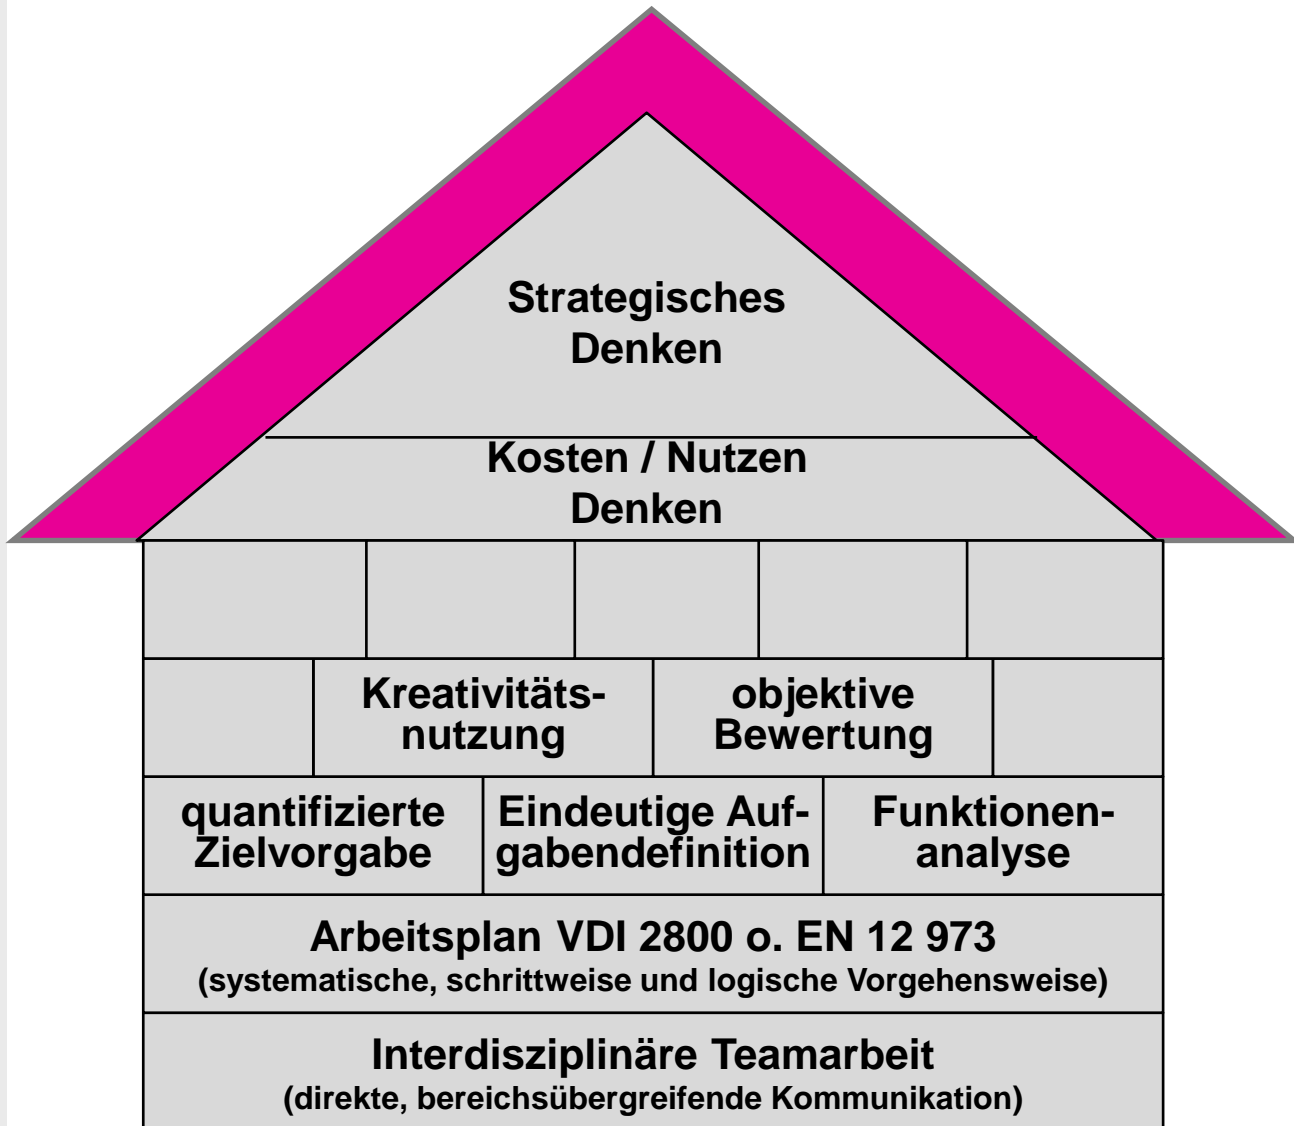 Strategisches
Denken
Kosten / Nutzen
Denken
Kreativitäts-
nutzung
objektive
Bewertung
quantifizierte
Zielvorgabe
Eindeutige Auf-
gabendefinition
Funktionen-
analyse
Arbeitsplan VDI 2800 o. EN 12 973
(systematische, schrittweise und logische Vorgehensweise)
Interdisziplinäre Teamarbeit
(direkte, bereichsübergreifende Kommunikation)